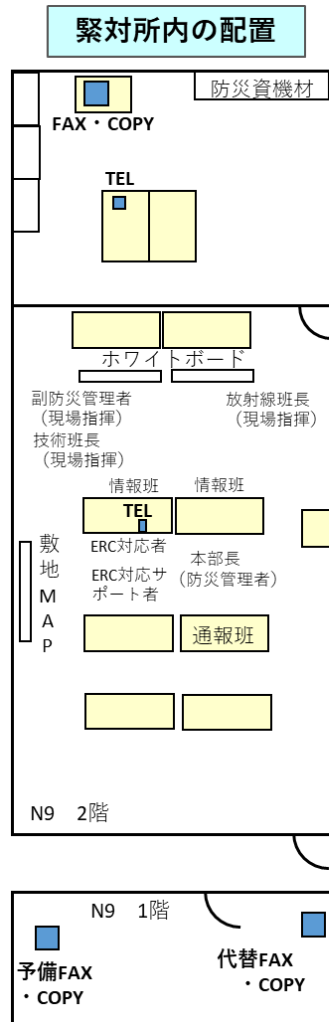 緊対所内の配置
防災資機材
FAX・COPY
TEL
ホワイトボード
副防災管理者
（現場指揮）
技術班長
（現場指揮）
放射線班長
（現場指揮）
情報班
情報班
TEL
ERC対応者
ERC対応サ
ポート者
本部長
（防災管理者）
敷
地
M
A
P
通報班
N9　2階
N9　1階
予備FAX
・COPY
代替FAX
・COPY